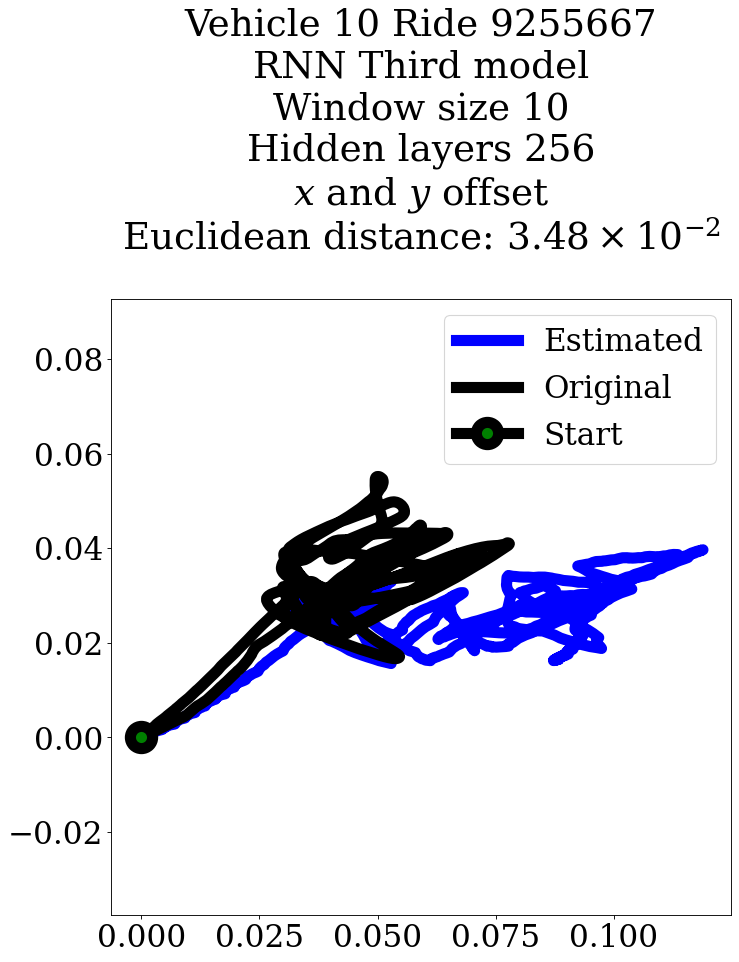 Vehicle 10 Ride 9255667
RNN Third model
Window size 10
Hidden layers 256
x and y offset
Euclidean distance: 3.48 × 10⁻²
Estimated
Original
Start
0.08
0.06
0.04
0.02
0.00
−0.02
0.000 0.025 0.050 0.075 0.100